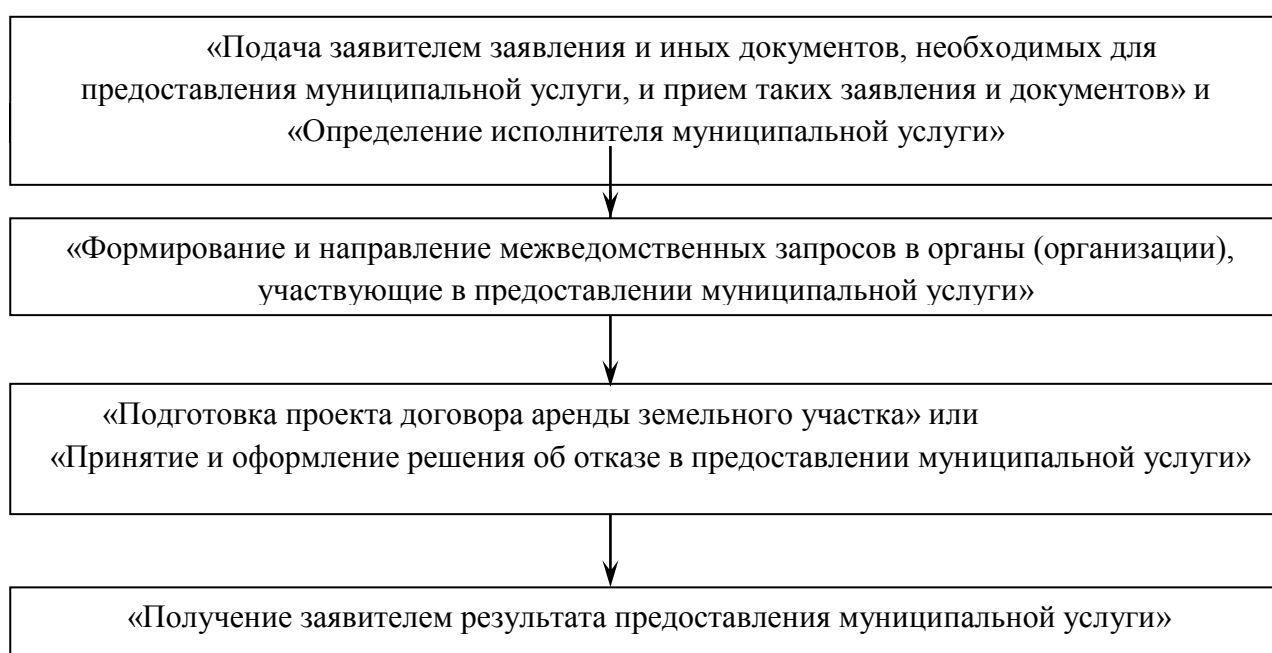 «Подача заявителем заявления и иных документов, необходимых для
предоставления муниципальной услуги, и прием таких заявления и документов» и
«Определение исполнителя муниципальной услуги»
«Формирование и направление межведомственных запросов в органы (организации),
участвующие в предоставлении муниципальной услуги»
«Подготовка проекта договора аренды земельного участка» или
«Принятие и оформление решения об отказе в предоставлении муниципальной услуги»
«Получение заявителем результата предоставления муниципальной услуги»